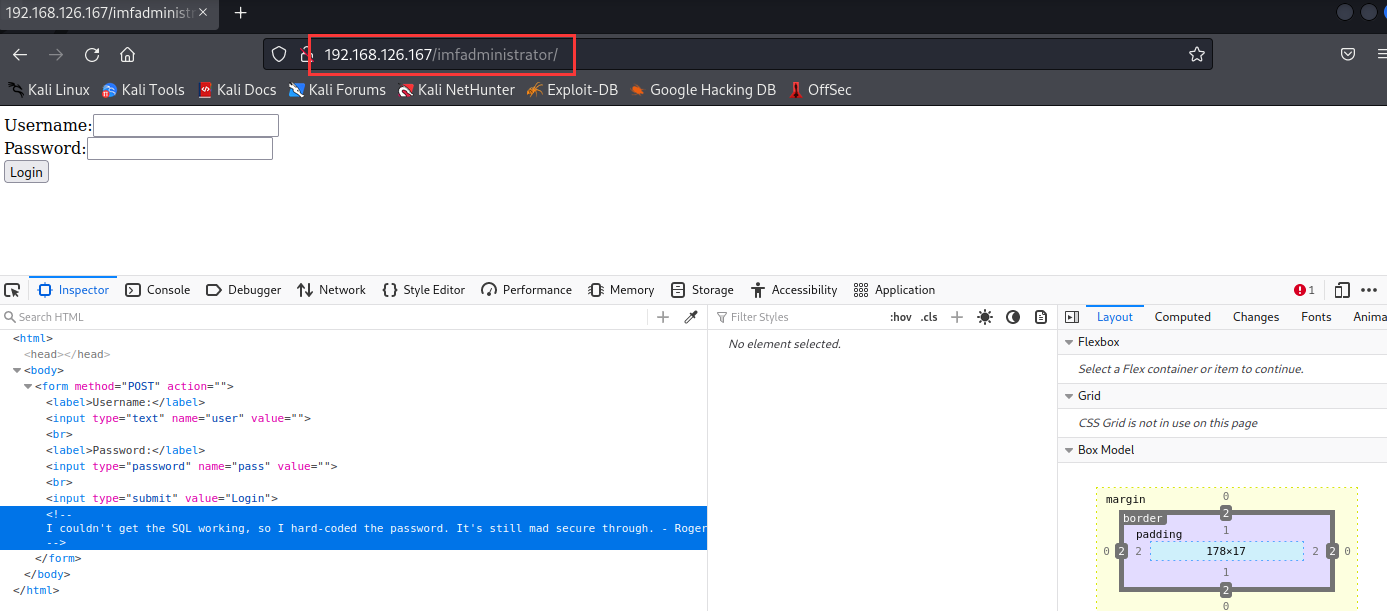 192.168.126.167/imfadministr
192.168.126.167/imfadministrator/
Kali Linux Kali Tools Kali Docs Kali Forums Kali NetHunter Exploit-DB Google Hacking DB OffSec
Username:
Password:
Login
Inspector Console Debugger Network Style Editor Performance Memory Storage Accessibility Application 1
Search HTML
Filter Styles :hov .cls
Layout Computed Changes Fonts Anima
<html>
<head></head>
<body>
<form method="POST" action="">
<label>Username:</label>
<input type="text" name="user" value="">
<br>
<label>Password:</label>
<input type="password" name="pass" value="">
<br>
<input type="submit" value="Login">
<!--
I couldn't get the SQL working, so I hard-coded the password. It's still mad secure through. - Roger
-->
</form>
</body>
</html>
No element selected.
Flexbox
Select a Flex container or item to continue.
Grid
CSS Grid is not in use on this page
Box Model
margin 0
border 2
padding 1
0 2 2 178×17 2 2 0
1
2
0